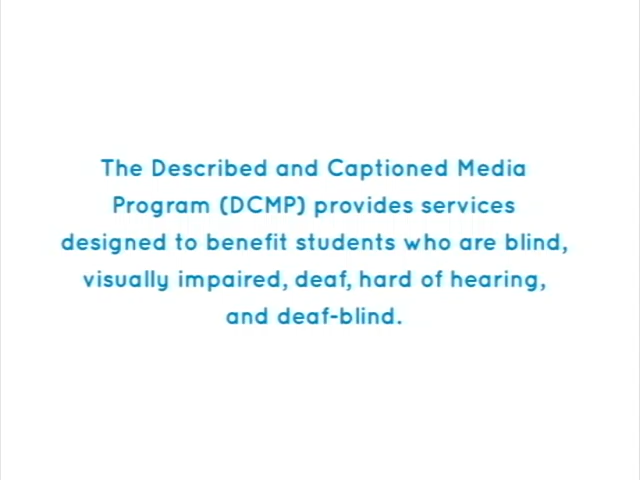 The Described and Captioned Media
Program (DCMP) provides services
designed to benefit students who are blind,
visually impaired, deaf, hard of hearing,
and deaf-blind.